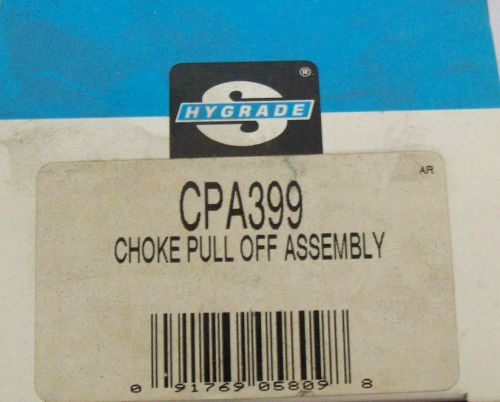 ®
S
HYGRADE
AR
CPA399
CHOKE PULL OFF ASSEMBLY
0 91769 05809 8